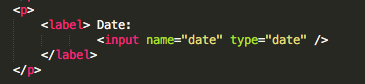 <p>
<label> Date:
<input name="date" type="date" />
</label>
</p>